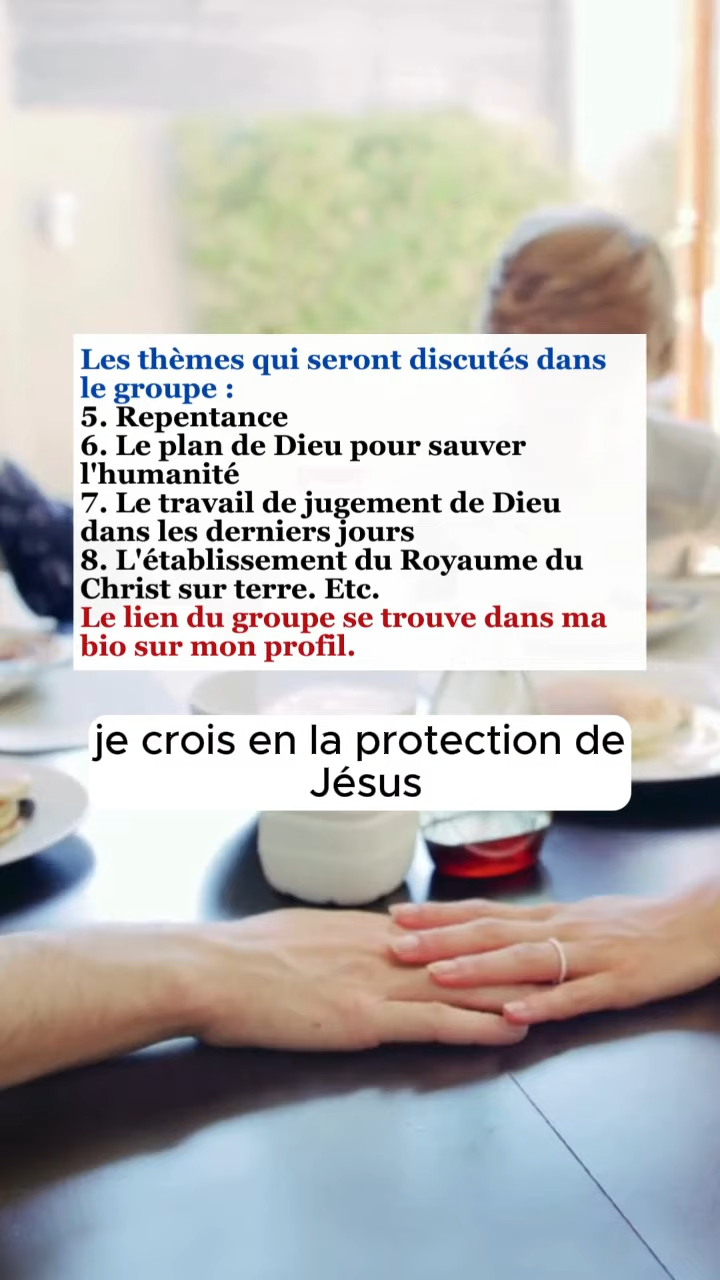 Les thèmes qui seront discutés dans
le groupe :
5. Repentance
6. Le plan de Dieu pour sauver
l'humanité
7. Le travail de jugement de Dieu
dans les derniers jours
8. L'établissement du Royaume du
Christ sur terre. Etc.
Le lien du groupe se trouve dans ma
bio sur mon profil.
je crois en la protection de
Jésus